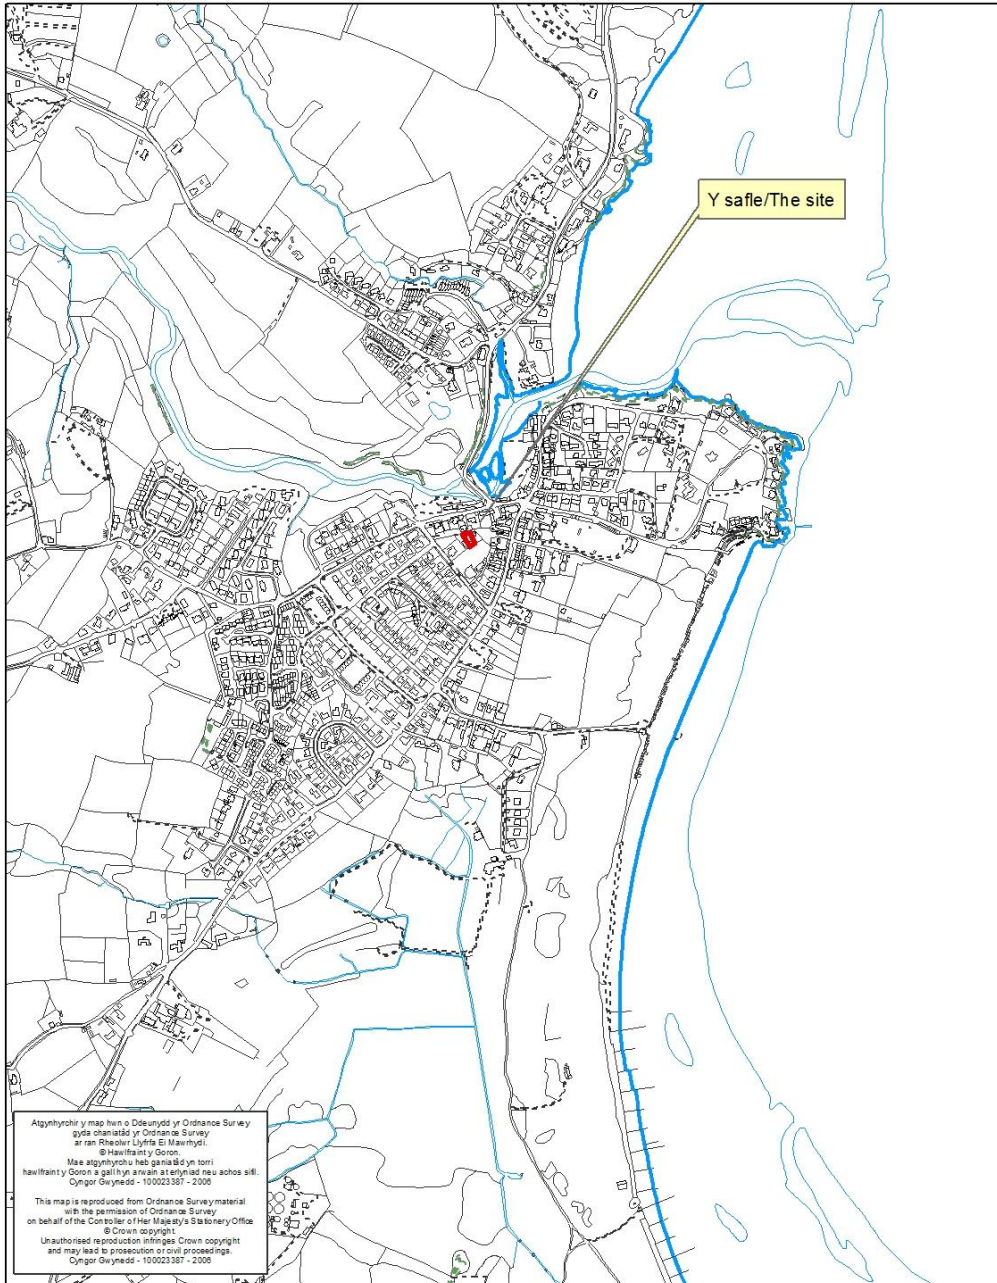 Y safle/The site
Atgynhyrchir y map hwn o Ddeunydd yr Ordnance Survey
gyda chaniatâd yr Ordnance Survey
ar ran Rheolwr Llyfrfa Ei Mawrhydi.
© Hawlfraint y Goron.
Mae atgynhyrchu heb ganiatâd yn torri
hawlfraint y Goron a gall hyn arwain at erlyniad neu achos sifil.
Cyngor Gwynedd - 100023387 - 2006
This map is reproduced from Ordnance Survey material
with the permission of Ordnance Survey
on behalf of the Controller of Her Majesty's Stationery Office
© Crown copyright.
Unauthorised reproduction infringes Crown copyright
and may lead to prosecution or civil proceedings.
Cyngor Gwynedd - 100023387 - 2006